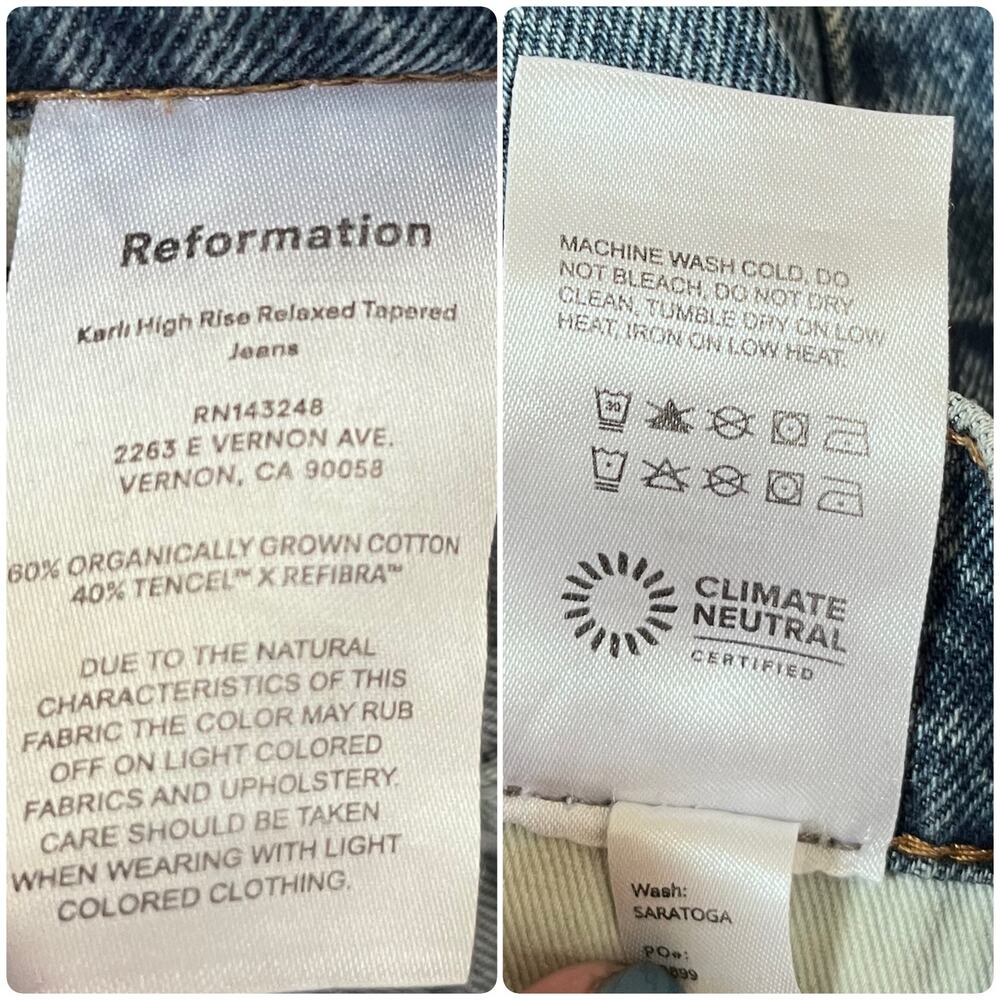 Reformation
Karli High Rise Relaxed Tapered
Jeans
RN143248
2263 E VERNON AVE.
VERNON, CA 90058
60% ORGANICALLY GROWN COTTON
40% TENCEL™ X REFIBRA™
DUE TO THE NATURAL
CHARACTERISTICS OF THIS
FABRIC THE COLOR MAY RUB
OFF ON LIGHT COLORED
FABRICS AND UPHOLSTERY.
CARE SHOULD BE TAKEN
WHEN WEARING WITH LIGHT
COLORED CLOTHING.
MACHINE WASH COLD, DO
NOT BLEACH, DO NOT DRY
CLEAN, TUMBLE DRY ON LOW
HEAT, IRON ON LOW HEAT.
30
CLIMATE
NEUTRAL
CERTIFIED
Wash:
SARATOGA
PO#: